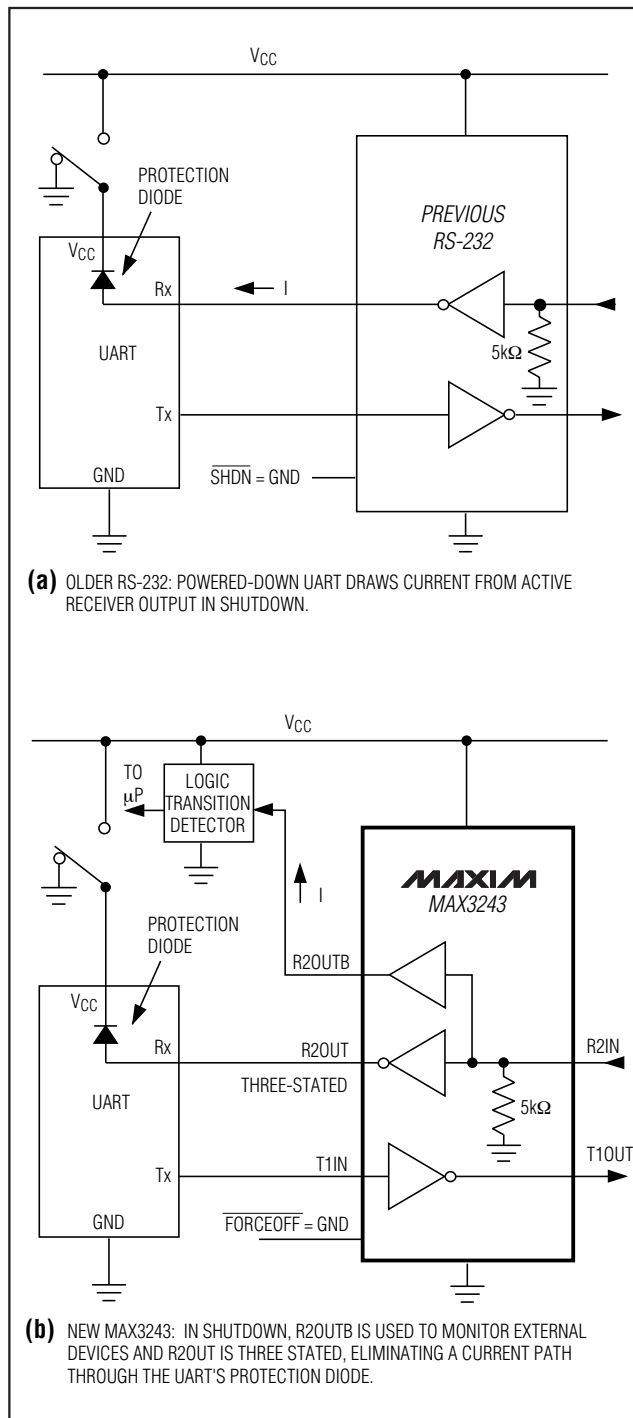 VCC
PROTECTION
DIODE
PREVIOUS
RS-232
VCC
Rx
I
5kΩ
UART
Tx
GND
SHDN = GND
(a) OLDER RS-232: POWERED-DOWN UART DRAWS CURRENT FROM ACTIVE
RECEIVER OUTPUT IN SHUTDOWN.
VCC
TO
µP
LOGIC
TRANSITION
DETECTOR
MAXIM
MAX3243
I
PROTECTION
DIODE
R2OUTB
VCC
Rx
R2OUT
R2IN
THREE-STATED
UART
5kΩ
Tx
T1IN
T1OUT
GND
FORCEOFF = GND
(b) NEW MAX3243: IN SHUTDOWN, R2OUTB IS USED TO MONITOR EXTERNAL
DEVICES AND R2OUT IS THREE STATED, ELIMINATING A CURRENT PATH
THROUGH THE UART'S PROTECTION DIODE.